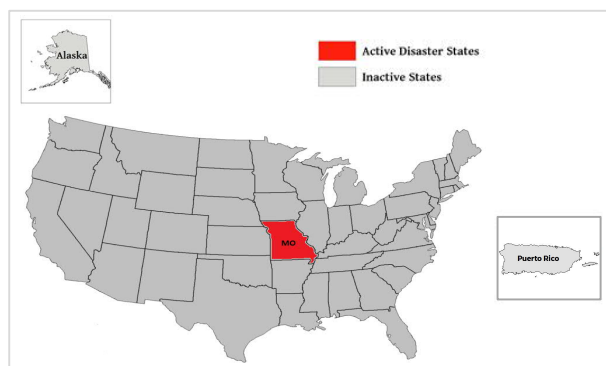 Alaska
Active Disaster States
Inactive States
MO
Puerto Rico